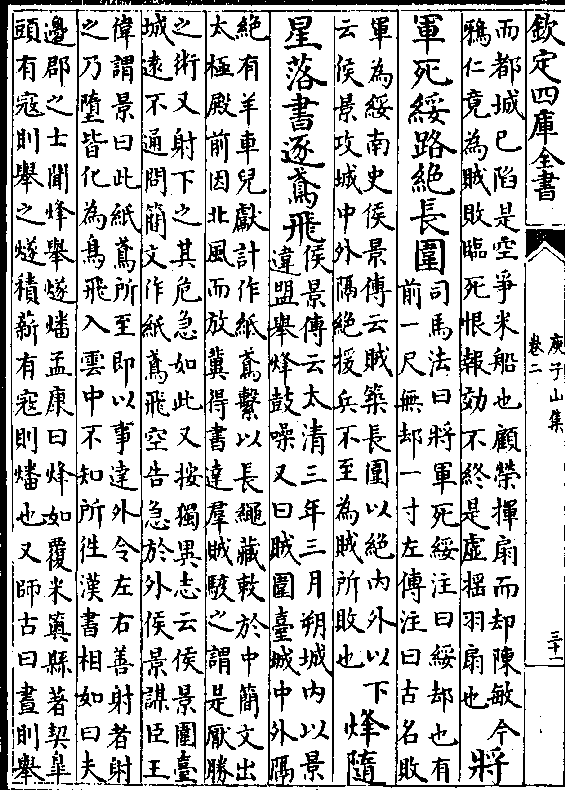 欽定四庫全書
庾子山集
卷二
三十一
而都城已陷是空爭米船也顧榮揮扇而却陳敏今
鴉仁竟為賊敗臨死恨報効不終是虛揺羽扇也
將
軍死綏路絶長圍
司馬法曰將軍死綏注曰綏却也有
前一尺無却一寸左傳注曰古名敗
軍為綏南史侯景傳云賊築長圍以絶内外以下
云侯景攻城中外隔絶援兵不至為賊所敗也
烽隨
星落書逐鳶飛
侯景傳云太清三年三月朔城内以景
違盟舉烽鼓噪又曰賊圍臺城中外隔
絶有羊車兒獻計作紙鳶繫以長繩藏敕於中簡文出
太極殿前因北風而放冀得書達羣賊駭之謂是厭勝
之術又射下之其危急如此又按獨異志云侯景圍臺
城逺不通問簡文作紙鳶飛空告急於外侯景謀臣王
偉謂景曰此紙鳶所至即以事達外令左右善射者射
之乃墮皆化為鳥飛入雲中不知所徃漢書相如曰夫
邊郡之士聞烽舉燧燔孟康曰烽如覆米䉛縣著契臯
頭有寇則舉之燧積薪有寇則燔也又師古曰晝則舉